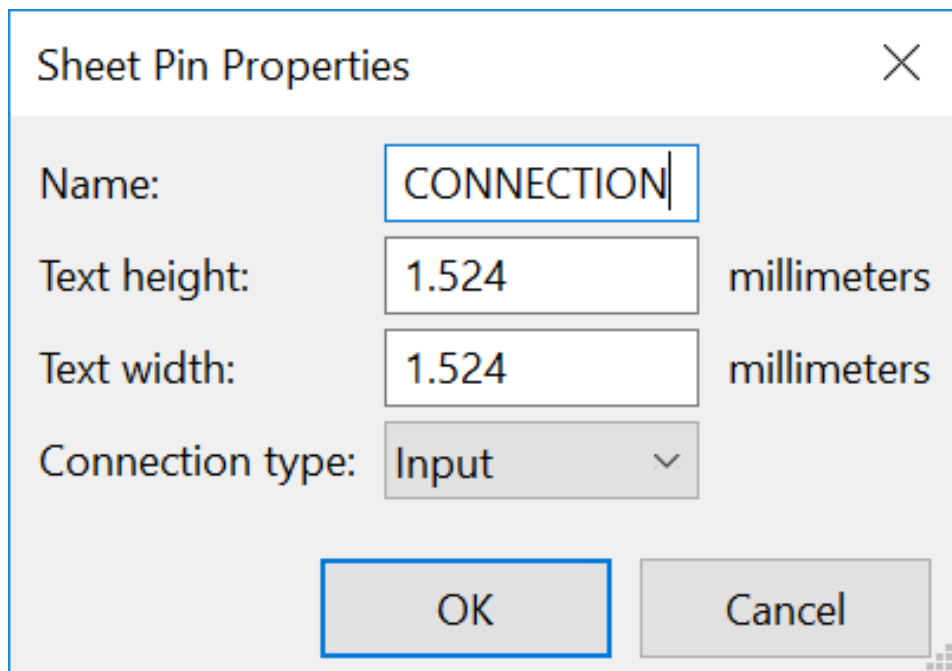 Sheet Pin Properties
Name: CONNECTION
Text height: 1.524 millimeters
Text width: 1.524 millimeters
Connection type: Input
OK Cancel